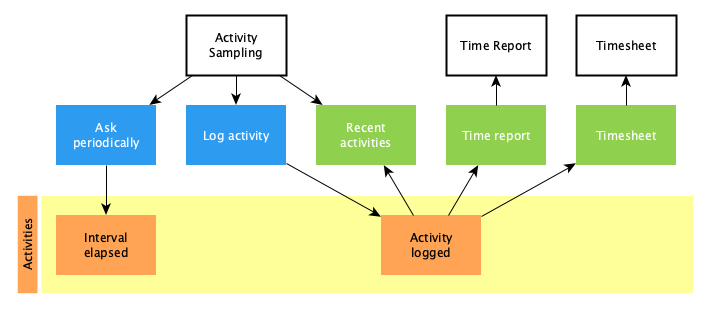 Activity
Sampling
Time Report
Timesheet
Ask
periodically
Log activity
Recent
activities
Time report
Timesheet
Activities
Interval
elapsed
Activity
logged